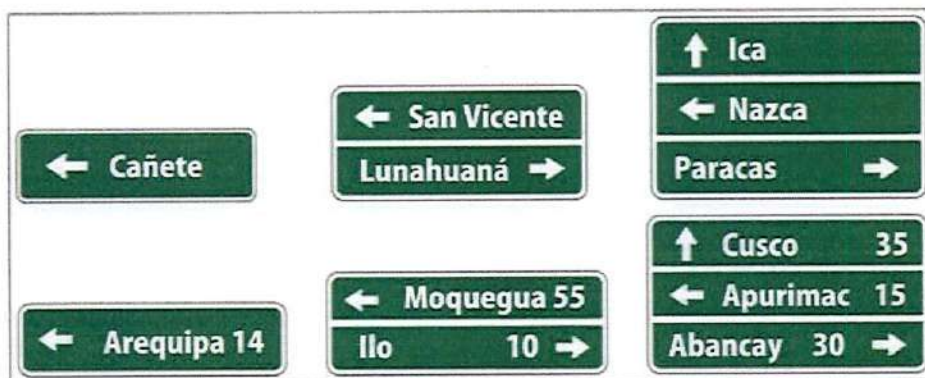 ← Cañete
← San Vicente
Lunahuaná →
↑ Ica
← Nazca
Paracas →
← Arequipa 14
← Moquegua 55
Ilo 10 →
↑ Cusco 35
← Apurimac 15
Abancay 30 →